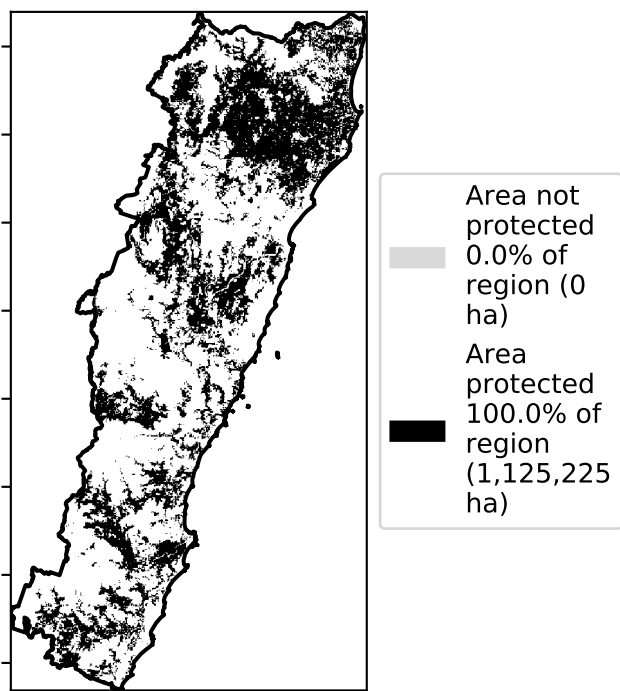 Area not
protected
0.0% of
region (0
ha)
Area
protected
100.0% of
region
(1,125,225
ha)